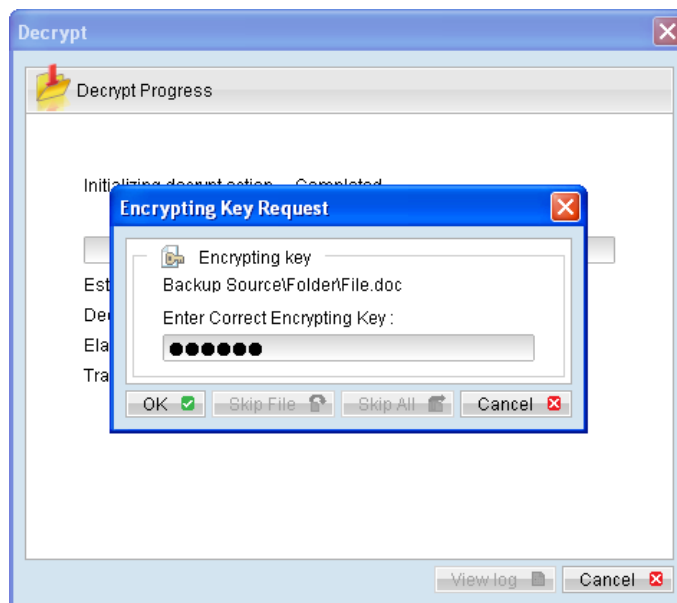 Decrypt
Decrypt Progress
Completed
Encrypting Key Request
Encrypting key
Backup Source\Folder\File.doc
Enter Correct Encrypting Key :
●●●●●●
OK Skip File Skip All Cancel
View log Cancel